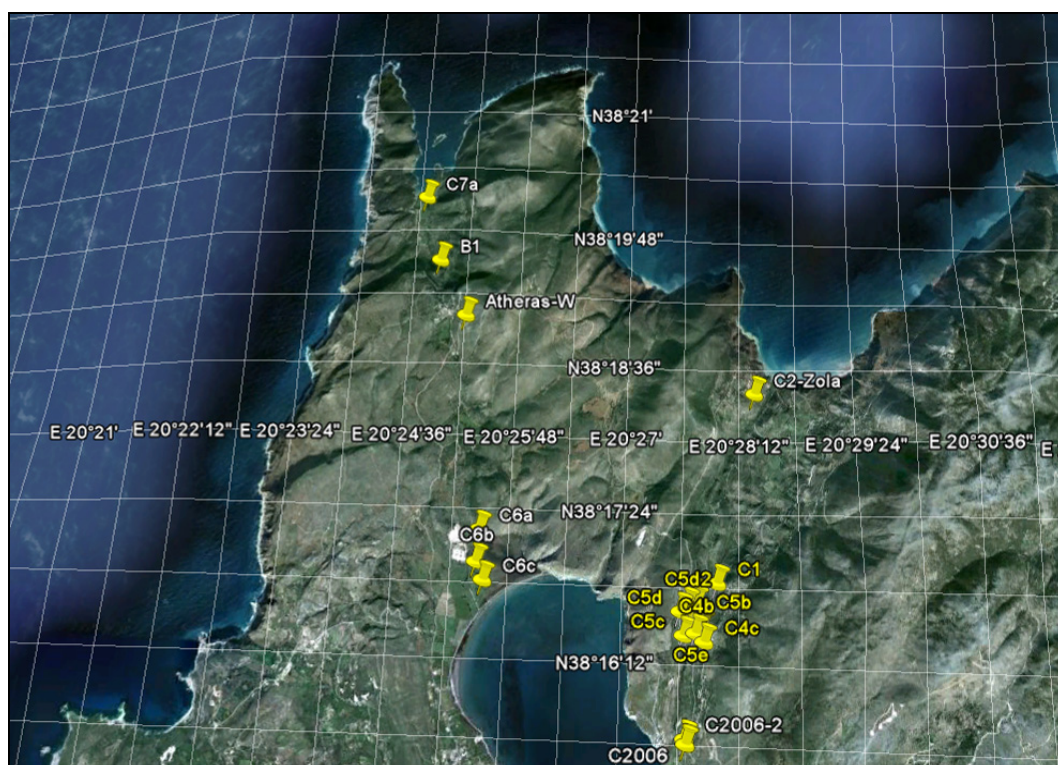 N38°21'
C7a
N38°19'48"
B1
Atheras-W
N38°18'36"
C2-Zola
E 20°21' E 20°22'12" E 20°23'24" E 20°24'36" E 20°25'48" E 20°27' E 20°28'12" E 20°29'24" E 20°30'36" E
C6a
N38°17'24"
C6b
C6c
C1
C5d2
C5d
C4b
C5b
C5c
C4c
C5e
N38°16'12"
C2006-2
C2006